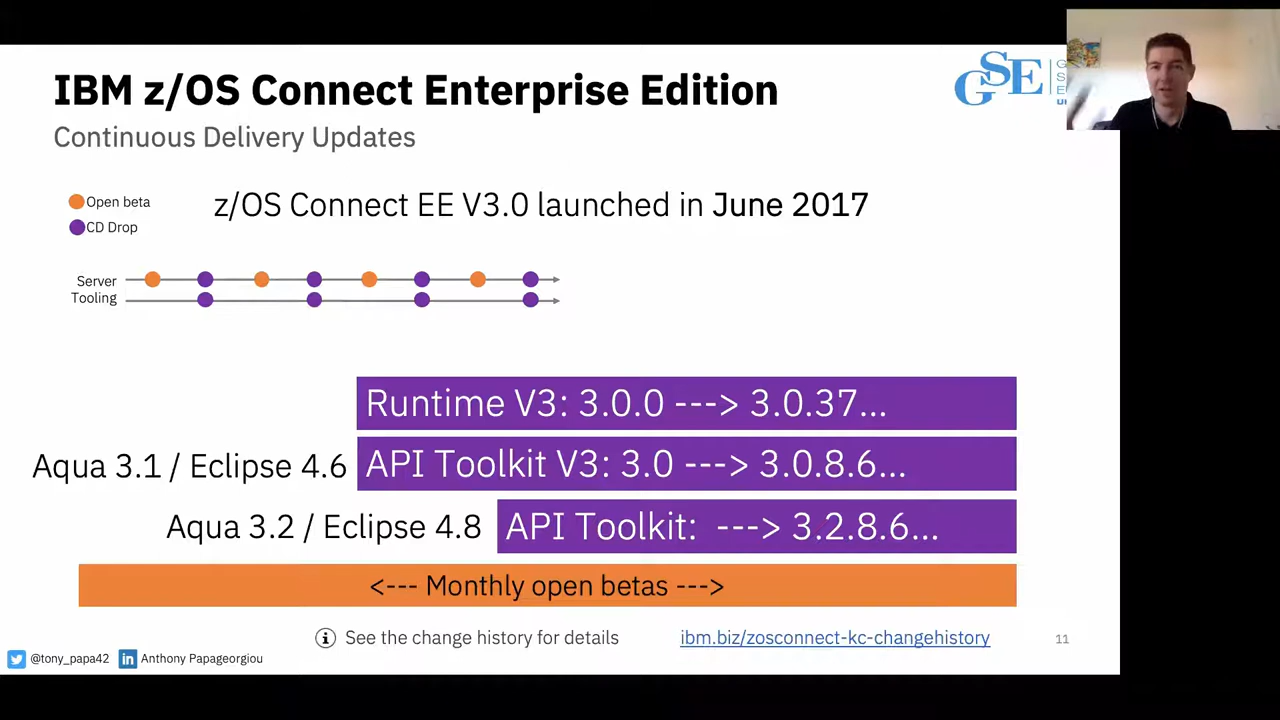 IBM z/OS Connect Enterprise Edition
GSE
Continuous Delivery Updates
Open beta
CD Drop
z/OS Connect EE V3.0 launched in June 2017
Server
Tooling
Runtime V3: 3.0.0 ---> 3.0.37...
Aqua 3.1 / Eclipse 4.6
API Toolkit V3: 3.0 ---> 3.0.8.6...
Aqua 3.2 / Eclipse 4.8
API Toolkit: ---> 3.2.8.6...
<--- Monthly open betas --->
See the change history for details
ibm.biz/zosconnect-kc-changehistory
11
@tony_papa42
Anthony Papageorgiou